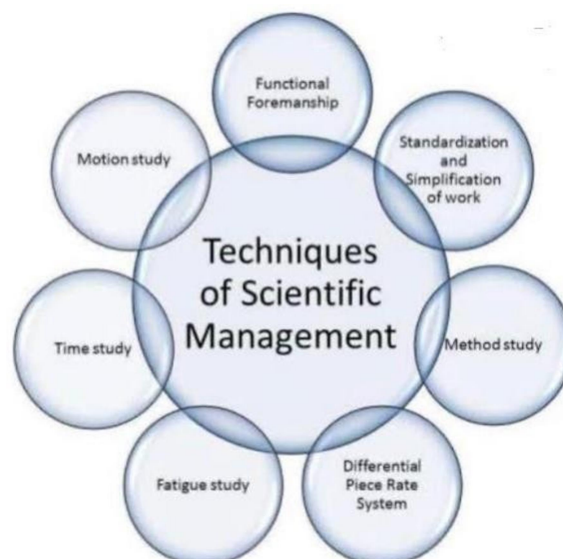 Functional
Foremanship
Standardization
and
Simplification
of work
Method study
Differential
Piece Rate
System
Fatigue study
Time study
Motion study
Techniques
of Scientific
Management